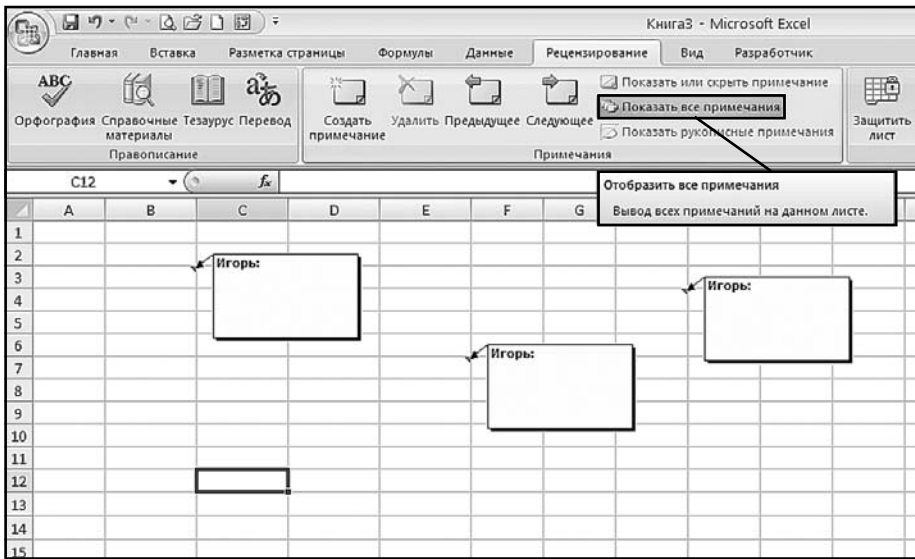 Книга3 - Microsoft Excel
Главная Вставка Разметка страницы Формулы Данные Рецензирование Вид Разработчик
ABC
Орфография Справочные материалы Тезаурус Перевод
Правописание
Создать примечание Удалить Предыдущее Следующее
Показать или скрыть примечание
Показать все примечания
Показать рукописные примечания
Примечания
Защитить лист
C12 fx
Отобразить все примечания
Вывод всех примечаний на данном листе.
A B C D E F G
1
2
Игорь:
3
Игорь:
4
5
6
Игорь:
7
8
9
10
11
12
13
14
15